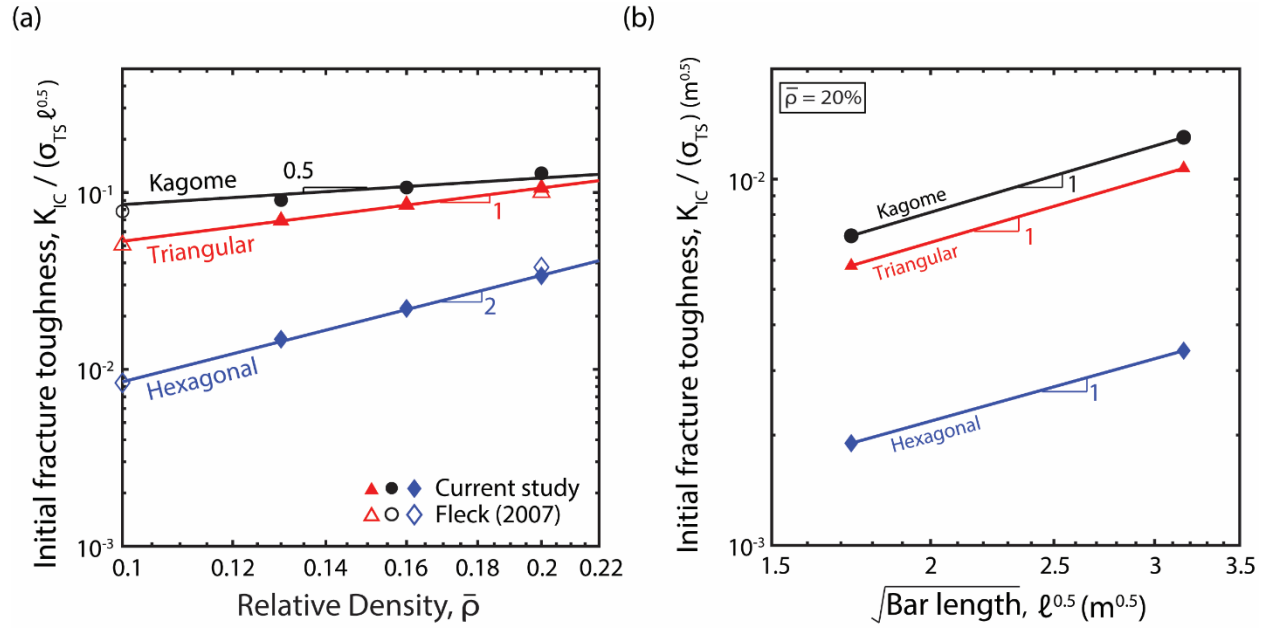 (a)
Initial fracture toughness, K_IC / (σ_TS ℓ^0.5)
10^-1
10^-2
10^-3
Kagome
0.5
Triangular
1
Hexagonal
2
Current study
Fleck (2007)
0.1
0.12
0.14
0.16
0.18
0.2
0.22
Relative Density, ρ̄
(b)
Initial fracture toughness, K_IC / (σ_TS) (m^0.5)
ρ̄ = 20%
10^-2
10^-3
Kagome
1
Triangular
1
Hexagonal
1
1.5
2
2.5
3
3.5
√Bar length, ℓ^0.5 (m^0.5)